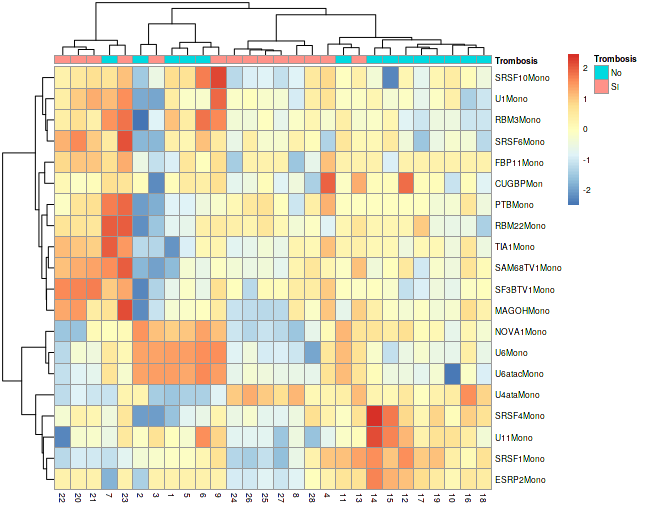 Trombosis
SRSF10Mono
U1Mono
RBM3Mono
SRSF6Mono
FBP11Mono
CUGBPMon
PTBMono
RBM22Mono
TIA1Mono
SAM68TV1Mono
SF3BTV1Mono
MAGOHMono
NOVA1Mono
U6Mono
U6atacMono
U4ataMono
SRSF4Mono
U11Mono
SRSF1Mono
ESRP2Mono
22 20 21 7 23 2 3 1 5 6 9 24 26 25 27 8 28 4 11 13 14 15 12 17 19 10 16 18
2
1
0
-1
-2
Trombosis
No
SI